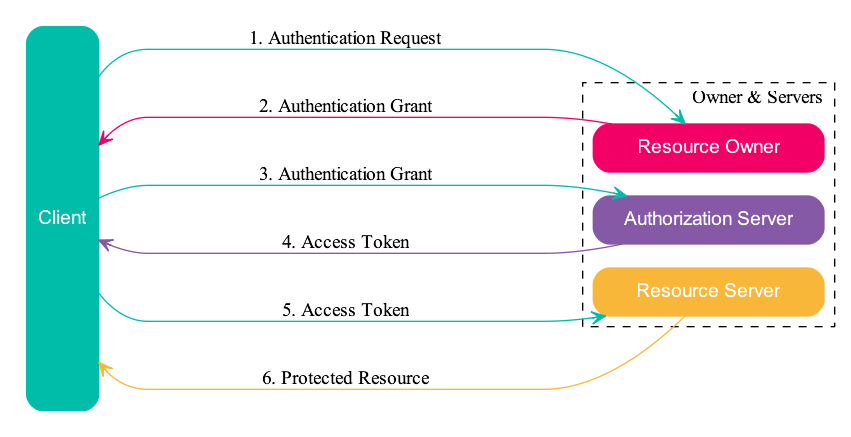 1. Authentication Request
Owner & Servers
2. Authentication Grant
Resource Owner
3. Authentication Grant
Client
Authorization Server
4. Access Token
Resource Server
5. Access Token
6. Protected Resource